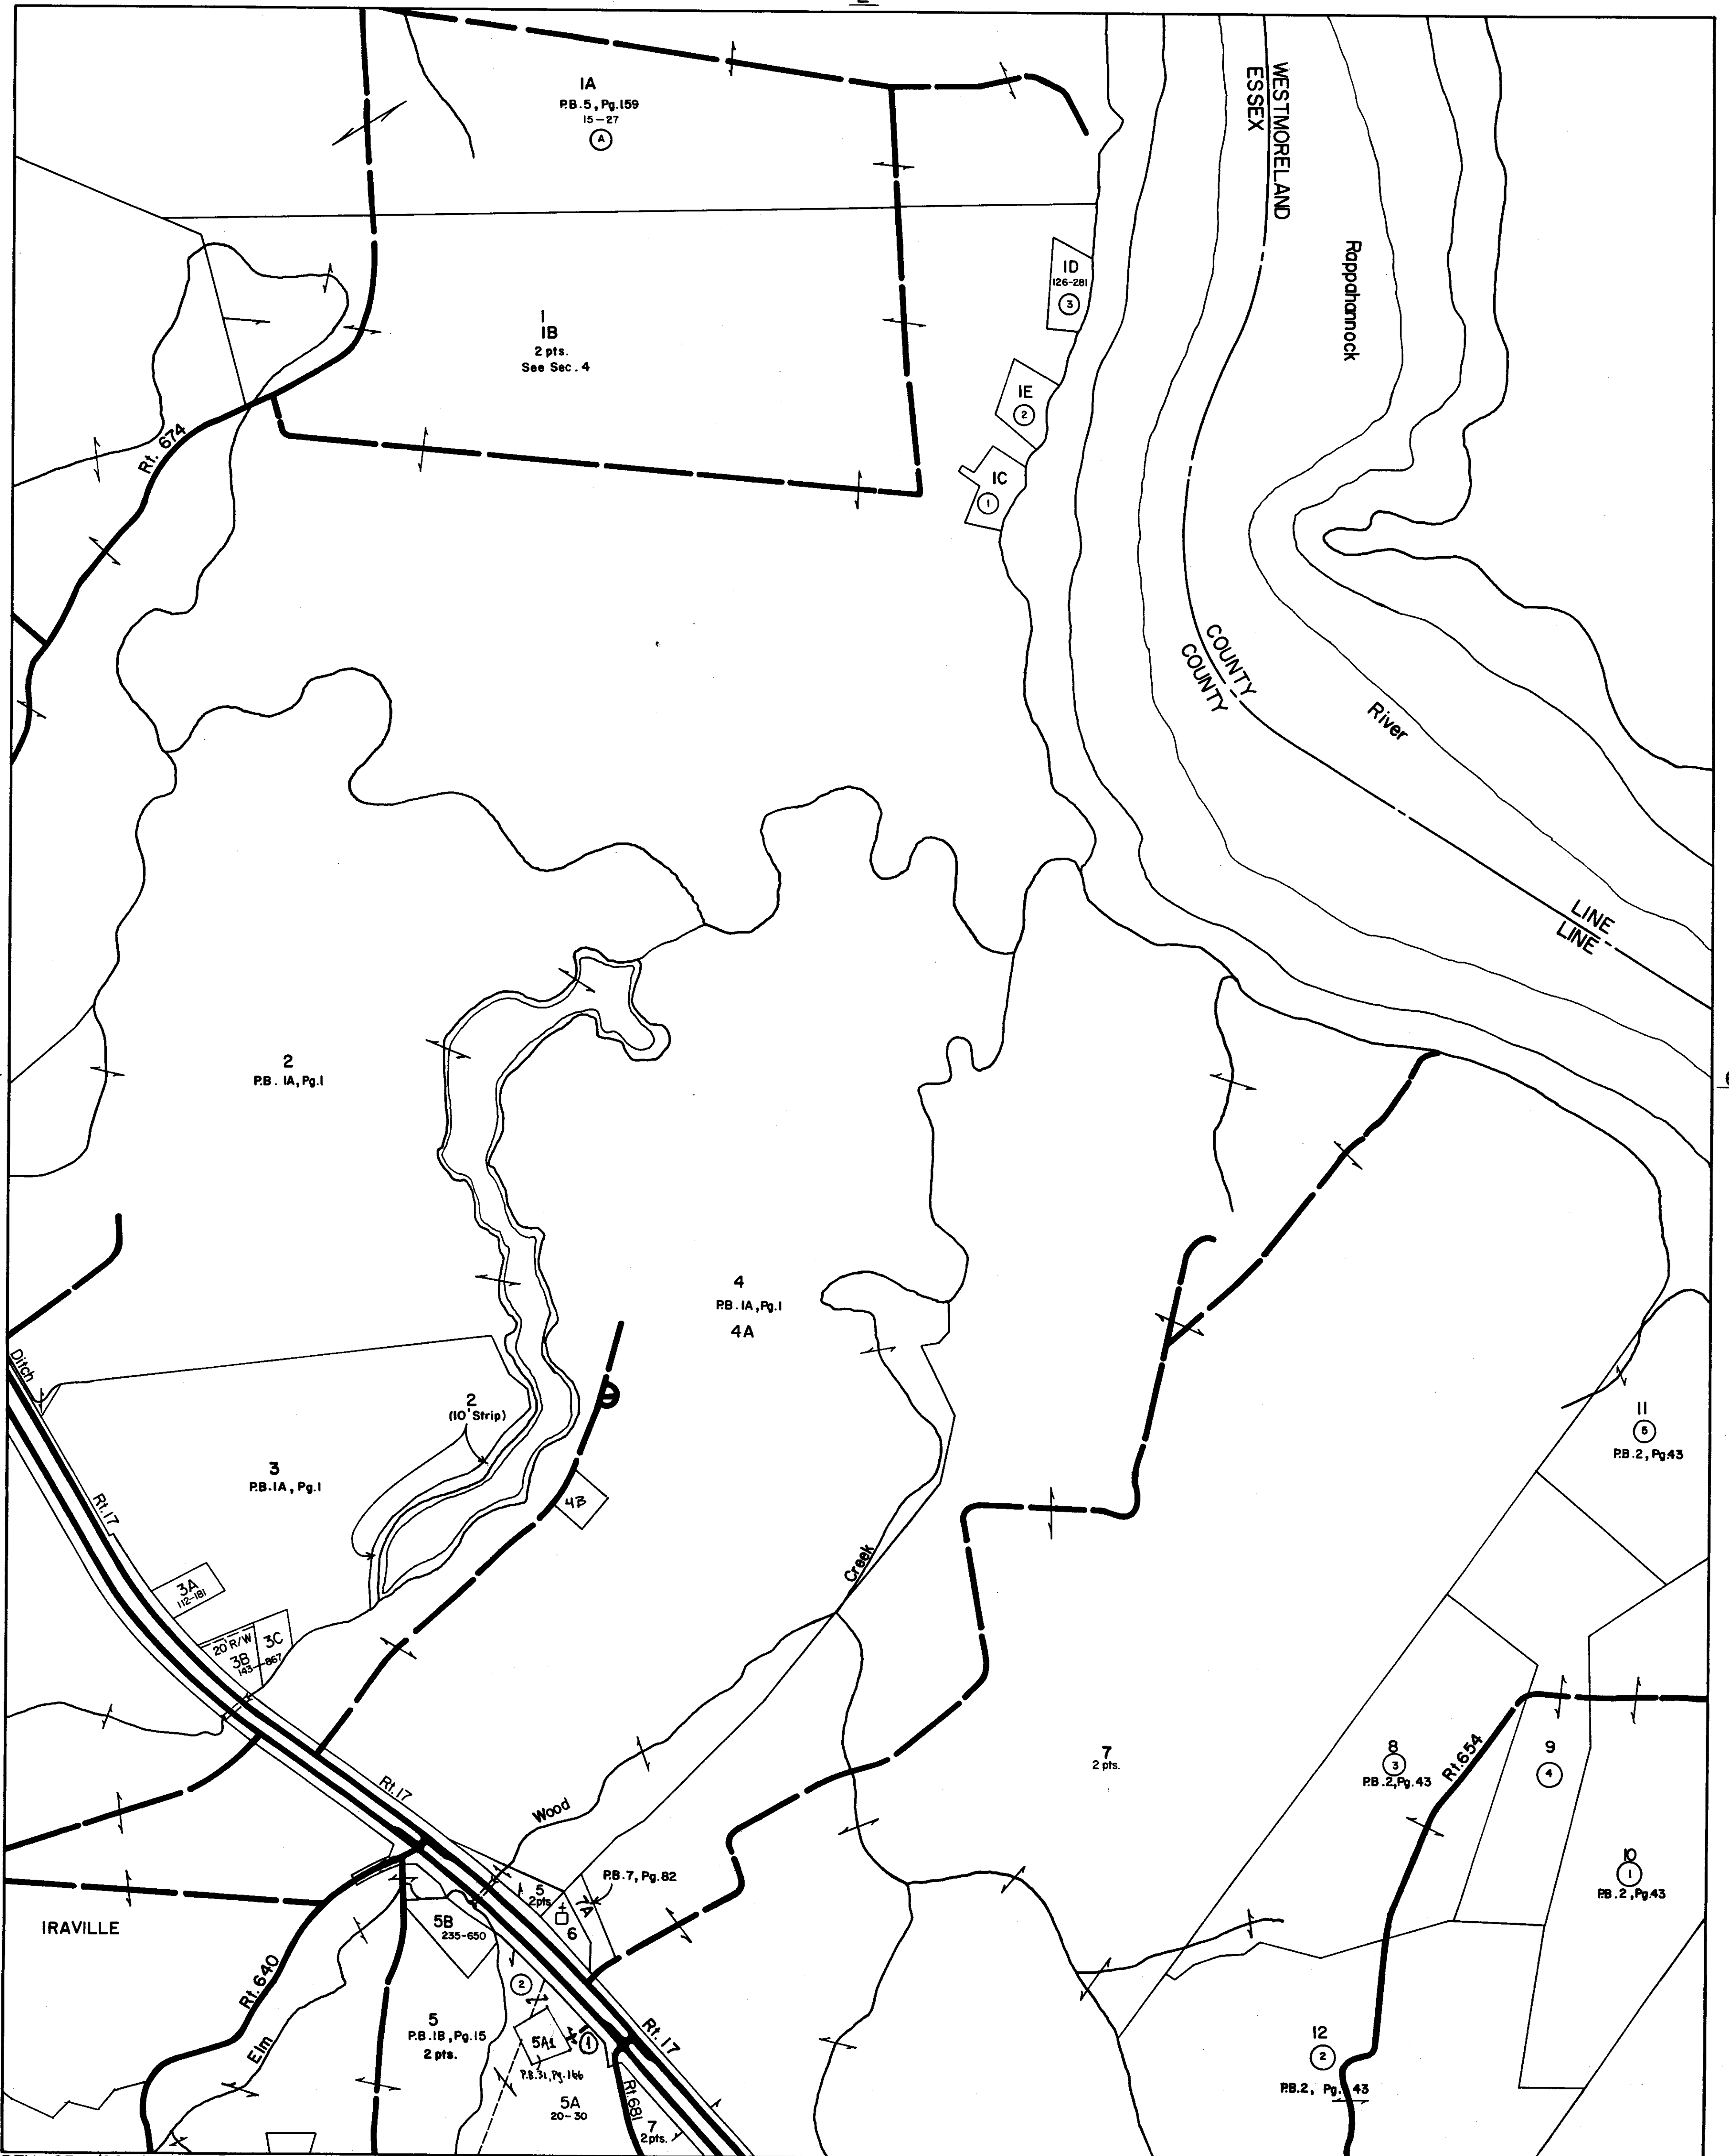 1A
P.B.5, Pg.159
15-27
A
WESTMORELAND
ESSEX
Rappahannock
1D
126-281
3
1
1B
2 pts.
See Sec. 4
1E
2
1C
1
Rt. 674
COUNTY
COUNTY
River
LINE
LINE
2
P.B. 1A, Pg.1
4
P.B. 1A, Pg.1
4A
Ditch
2
(10' Strip)
3
P.B.1A, Pg.1
4B
11
5
P.B.2, Pg.43
Rt.17
3A
112-181
20' R/W
3B
3C
143-867
Creek
Rt.17
Wood
7
2 pts.
8
3
P.B.2, Pg.43
Rt.654
9
4
10
1
P.B.2, Pg.43
IRAVILLE
P.B.7, Pg.82
5
2pts.
7A
6
5B
235-650
2
Rt.640
Elm
5
P.B.1B, Pg.15
2 pts.
5A1
1
P.B.31, Pg.166
5A
20-30
Rt. 17
Rt.681
7
2pts.
12
2
P.B.2, Pg. 43